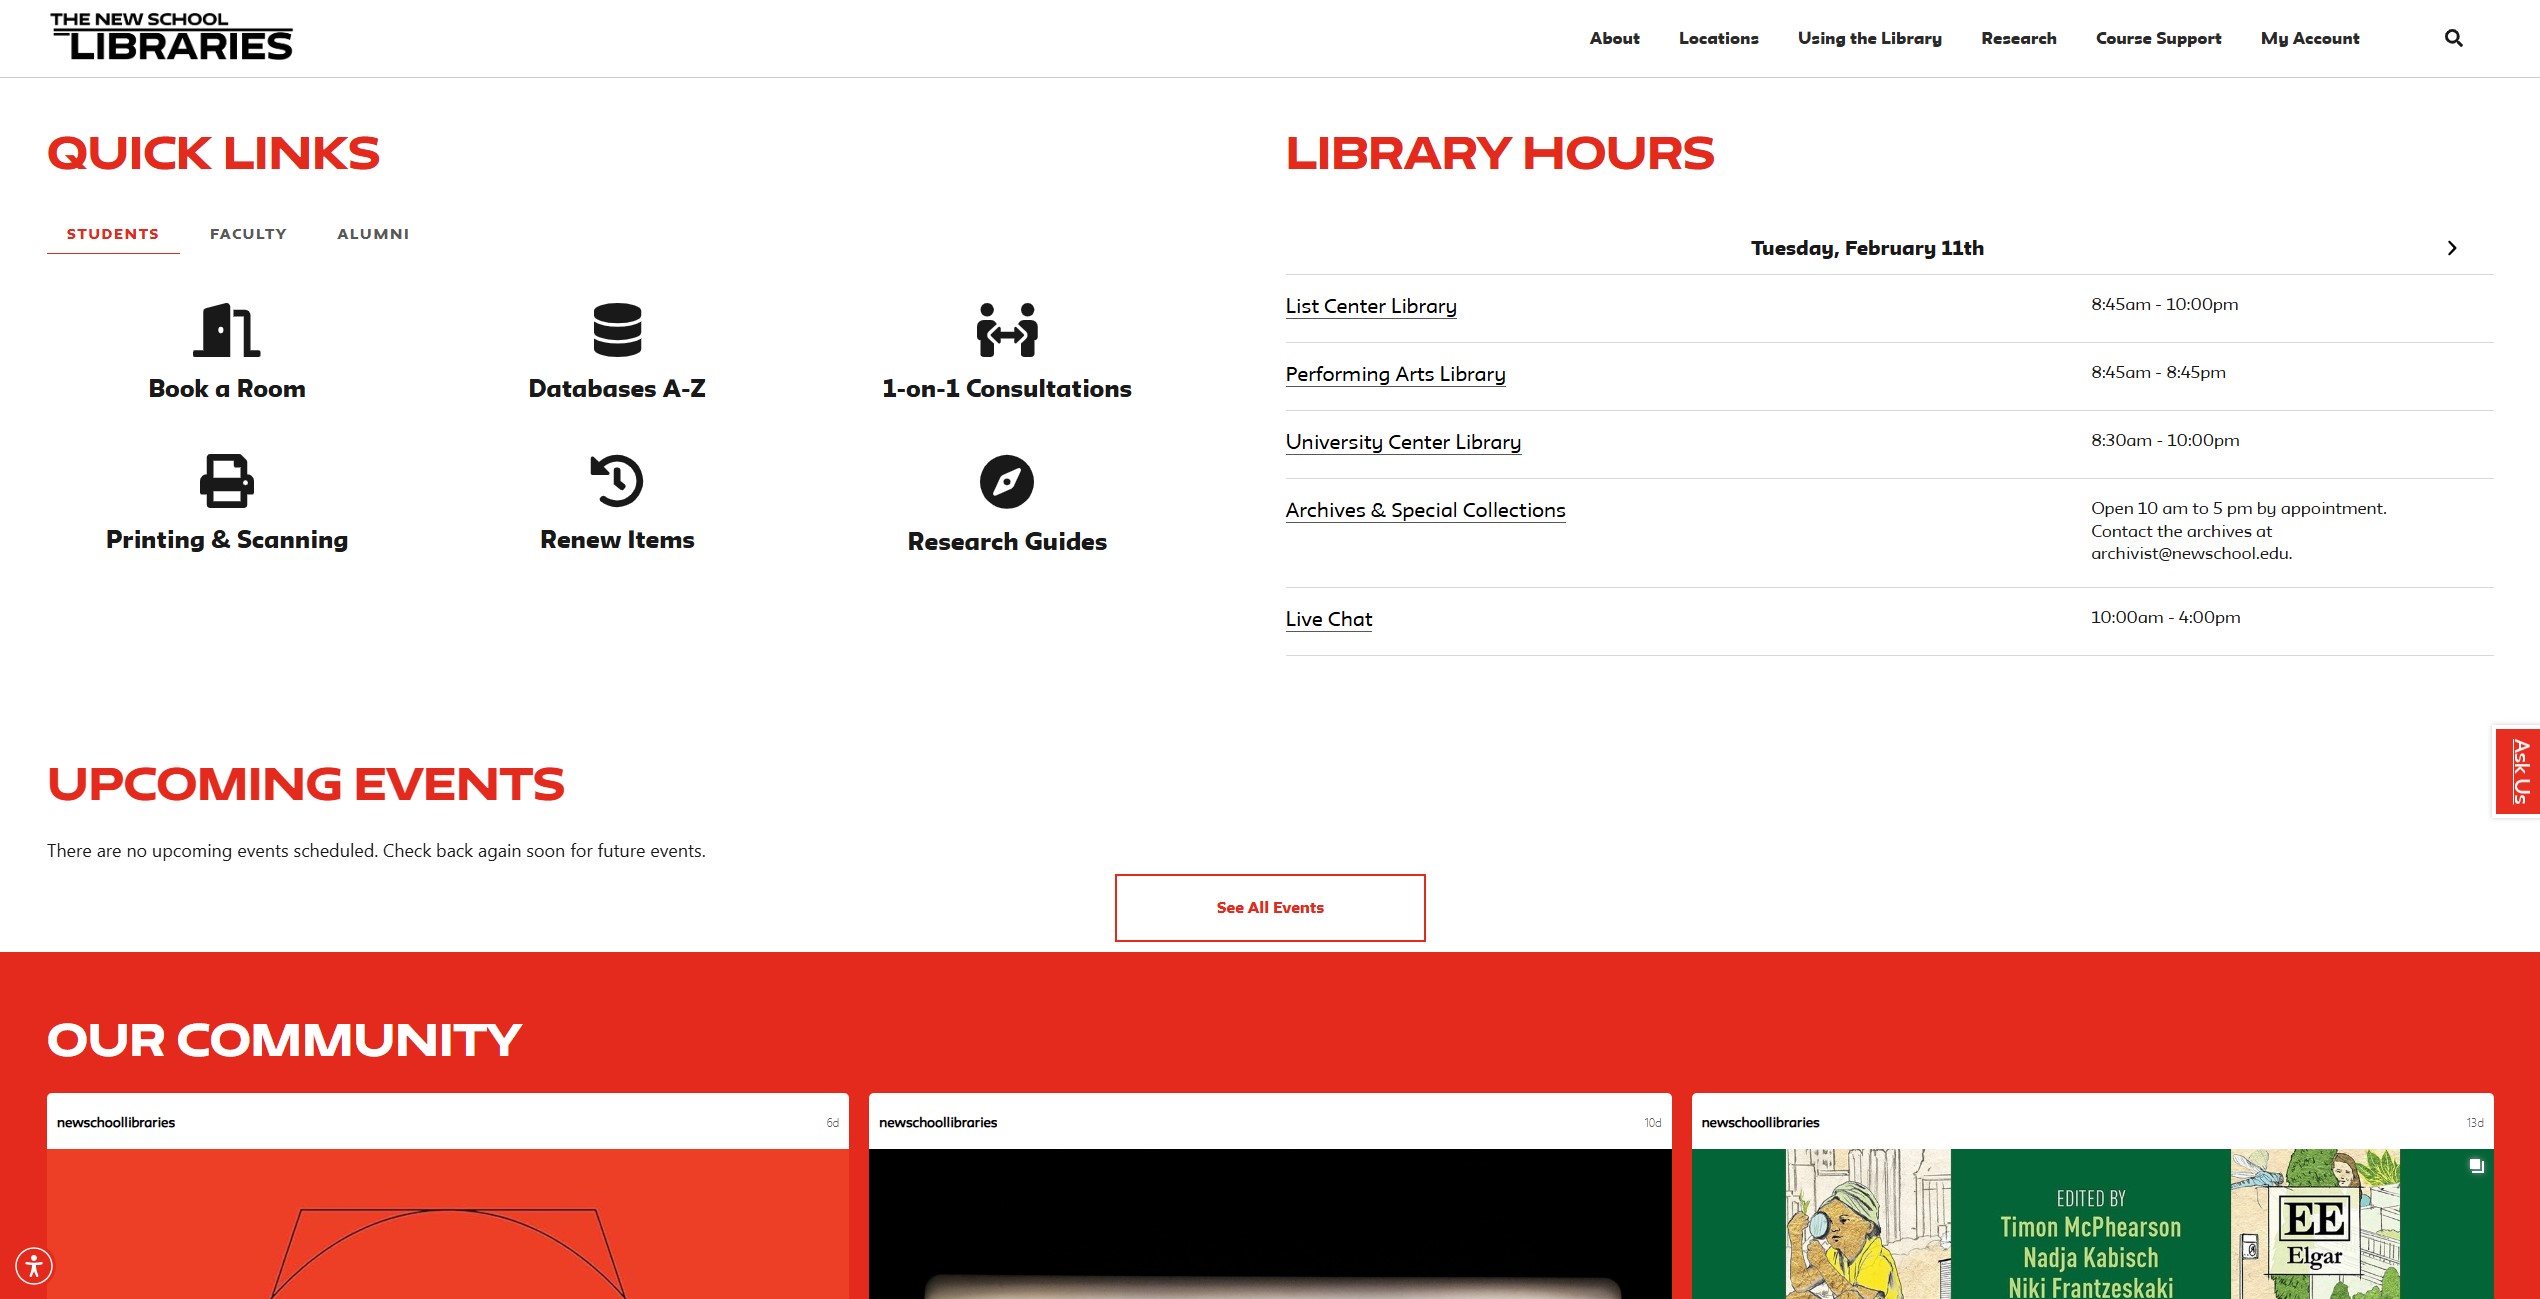 THE NEW SCHOOL
LIBRARIES
About
Locations
Using the Library
Research
Course Support
My Account
QUICK LINKS
STUDENTS
FACULTY
ALUMNI
Book a Room
Databases A-Z
1-on-1 Consultations
Printing & Scanning
Renew Items
Research Guides
LIBRARY HOURS
Tuesday, February 11th
List Center Library
8:45am - 10:00pm
Performing Arts Library
8:45am - 8:45pm
University Center Library
8:30am - 10:00pm
Archives & Special Collections
Open 10 am to 5 pm by appointment.
Contact the archives at
archivist@newschool.edu.
Live Chat
10:00am - 4:00pm
Ask Us
UPCOMING EVENTS
There are no upcoming events scheduled. Check back again soon for future events.
See All Events
OUR COMMUNITY
newschoollibraries
6d
newschoollibraries
10d
newschoollibraries
13d
EDITED BY
Timon McPhearson
Nadja Kabisch
Niki Frantzeskaki
EE
Elgar